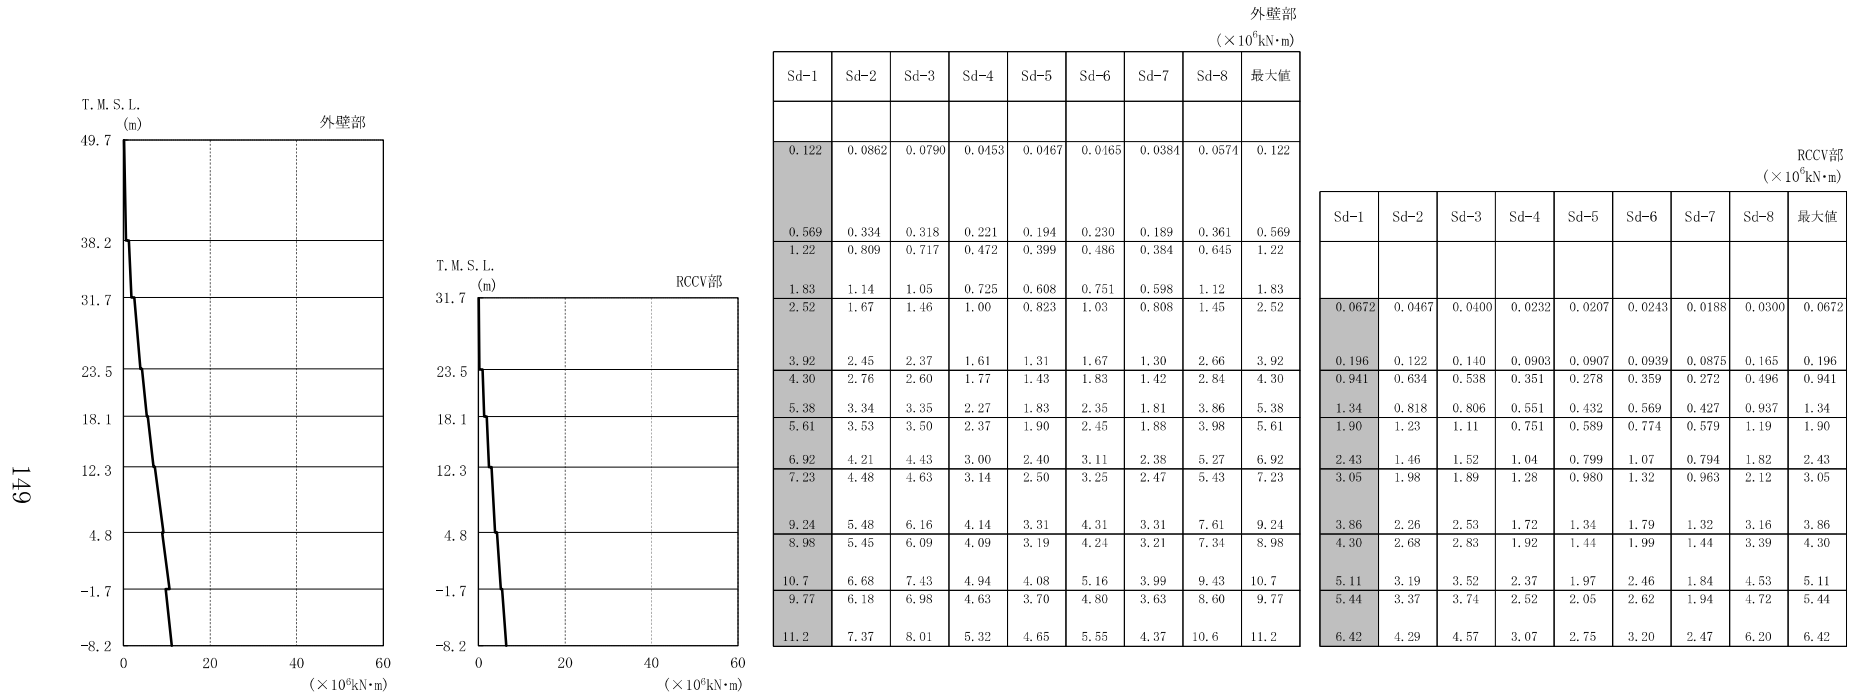 T.M.S.L.
(m)
外壁部
49.7
38.2
31.7
23.5
18.1
12.3
4.8
-1.7
-8.2
0 20 40 60
(×10⁶kN・m)
T.M.S.L.
(m)
RCCV部
31.7
23.5
18.1
12.3
4.8
-1.7
-8.2
0 20 40 60
(×10⁶kN・m)
外壁部
(×10⁶kN・m)
Sd-1 Sd-2 Sd-3 Sd-4 Sd-5 Sd-6 Sd-7 Sd-8 最大値
0.122 0.0862 0.0790 0.0453 0.0467 0.0465 0.0384 0.0574 0.122
0.569 0.334 0.318 0.221 0.194 0.230 0.189 0.361 0.569
1.22 0.809 0.717 0.472 0.399 0.486 0.384 0.645 1.22
1.83 1.14 1.05 0.725 0.608 0.751 0.598 1.12 1.83
2.52 1.67 1.46 1.00 0.823 1.03 0.808 1.45 2.52
3.92 2.45 2.37 1.61 1.31 1.67 1.30 2.66 3.92
4.30 2.76 2.60 1.77 1.43 1.83 1.42 2.84 4.30
5.38 3.34 3.35 2.27 1.83 2.35 1.81 3.86 5.38
5.61 3.53 3.50 2.37 1.90 2.45 1.88 3.98 5.61
6.92 4.21 4.43 3.00 2.40 3.11 2.38 5.27 6.92
7.23 4.48 4.63 3.14 2.50 3.25 2.47 5.43 7.23
9.24 5.48 6.16 4.14 3.31 4.31 3.31 7.61 9.24
8.98 5.45 6.09 4.09 3.19 4.24 3.21 7.34 8.98
10.7 6.68 7.43 4.94 4.08 5.16 3.99 9.43 10.7
9.77 6.18 6.98 4.63 3.70 4.80 3.63 8.60 9.77
11.2 7.37 8.01 5.32 4.65 5.55 4.37 10.6 11.2
RCCV部
(×10⁶kN・m)
Sd-1 Sd-2 Sd-3 Sd-4 Sd-5 Sd-6 Sd-7 Sd-8 最大値
0.0672 0.0467 0.0400 0.0232 0.0207 0.0243 0.0188 0.0300 0.0672
0.196 0.122 0.140 0.0903 0.0907 0.0939 0.0875 0.165 0.196
0.941 0.634 0.538 0.351 0.278 0.359 0.272 0.496 0.941
1.34 0.818 0.806 0.551 0.432 0.569 0.427 0.937 1.34
1.90 1.23 1.11 0.751 0.589 0.774 0.579 1.19 1.90
2.43 1.46 1.52 1.04 0.799 1.07 0.794 1.82 2.43
3.05 1.98 1.89 1.28 0.980 1.32 0.963 2.12 3.05
3.86 2.26 2.53 1.72 1.34 1.79 1.32 3.16 3.86
4.30 2.68 2.83 1.92 1.44 1.99 1.44 3.39 4.30
5.11 3.19 3.52 2.37 1.97 2.46 1.84 4.53 5.11
5.44 3.37 3.74 2.52 2.05 2.62 1.94 4.72 5.44
6.42 4.29 4.57 3.07 2.75 3.20 2.47 6.20 6.42
149